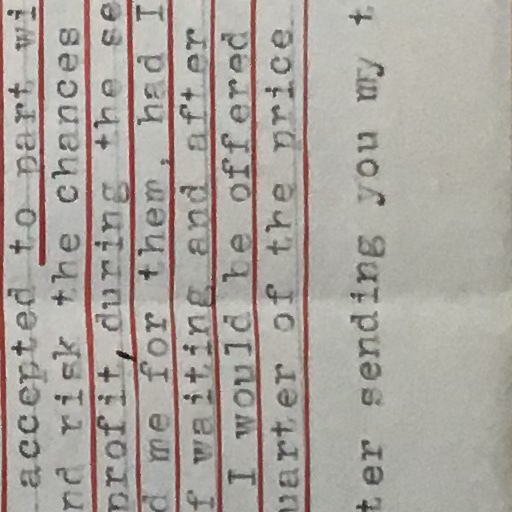 accepted to part wi
nd risk the chances
profit, during the se
d me for them, had I
f waiting and after
I would be offered
uarter of the price
ter sending you my t